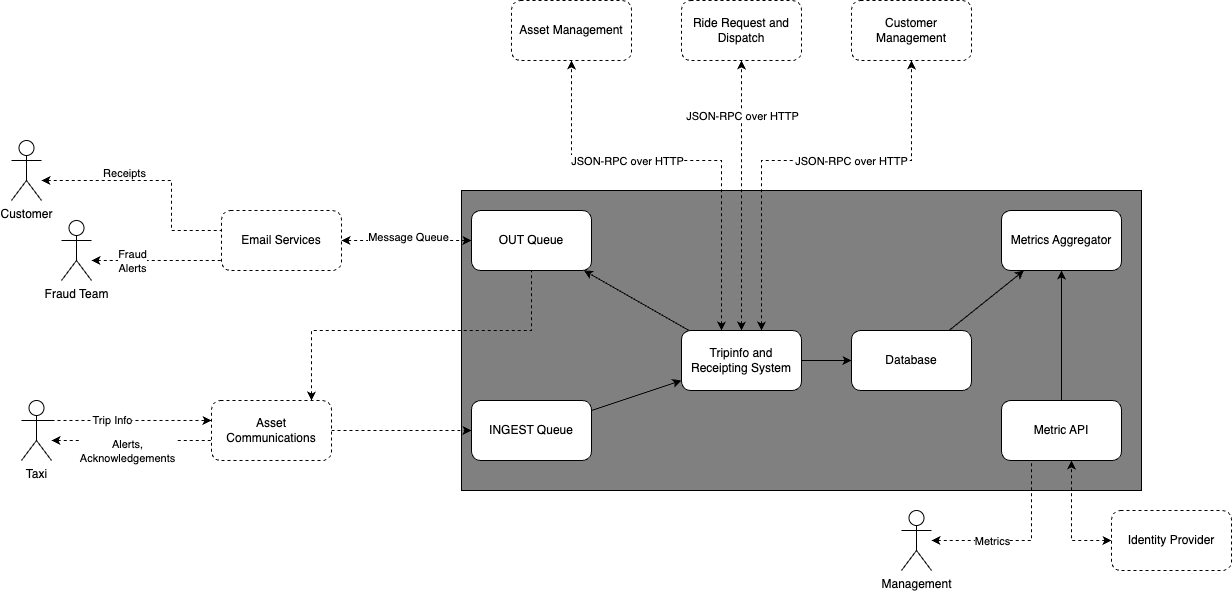 Asset Management
Ride Request and
Dispatch
Customer
Management
JSON-RPC over HTTP
JSON-RPC over HTTP
JSON-RPC over HTTP
Receipts
Customer
Email Services
Message Queue
OUT Queue
Metrics Aggregator
Fraud
Alerts
Fraud Team
Tripinfo and
Receipting System
Database
Trip Info
Asset
Communications
INGEST Queue
Metric API
Alerts,
Acknowledgements
Taxi
Metrics
Identity Provider
Management